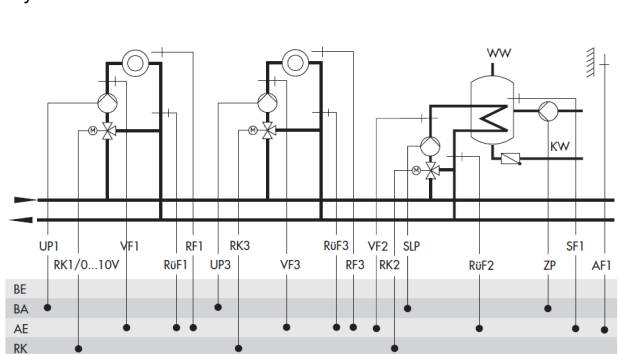 WW
KW
M
M
M
UP1 VF1 RF1 RK3 RüF3 VF2 SLP SF1
RK1/0...10V RüF1 UP3 VF3 RF3 RK2 RüF2 ZP AF1
BE
BA
AE
RK